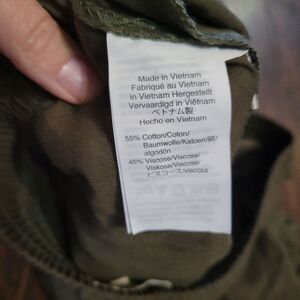 Made in Vietnam
Fabriqué au Vietnam
In Vietnam Hergestellt
Vervaardigd in Viëtnam
ベトナム製
Hecho en Vietnam
55% Cotton/Coton/
Baumwolle/Katoen/綿/
algodón
45% Viscose/Viscose/
Viskose/Viscose/
ビスコース/viscosa